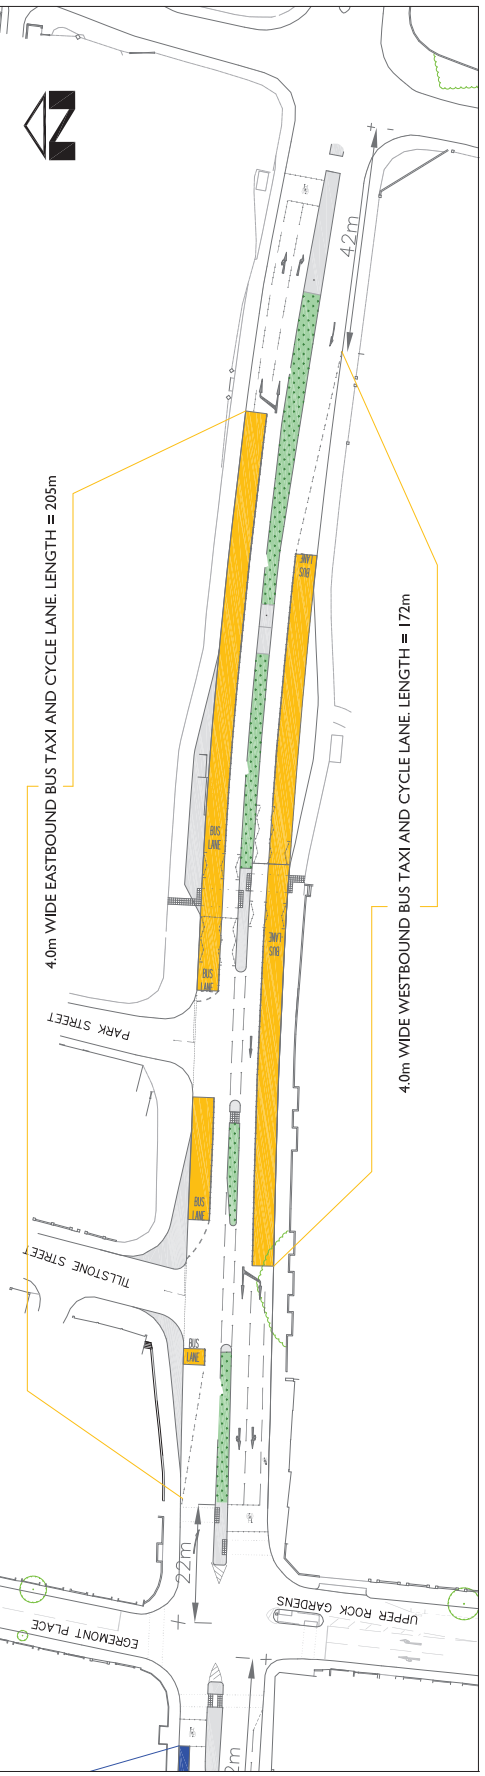 42m
4.0m WIDE EASTBOUND BUS TAXI AND CYCLE LANE. LENGTH = 205m
4.0m WIDE WESTBOUND BUS TAXI AND CYCLE LANE. LENGTH = 172m
BUS
LANE
BUS
LANE
BUS
LANE
BUS
LANE
PARK STREET
BUS
LANE
TILLSTONE STREET
BUS
LANE
22m
EGREMONT PLACE
UPPER ROCK GARDENS
2m